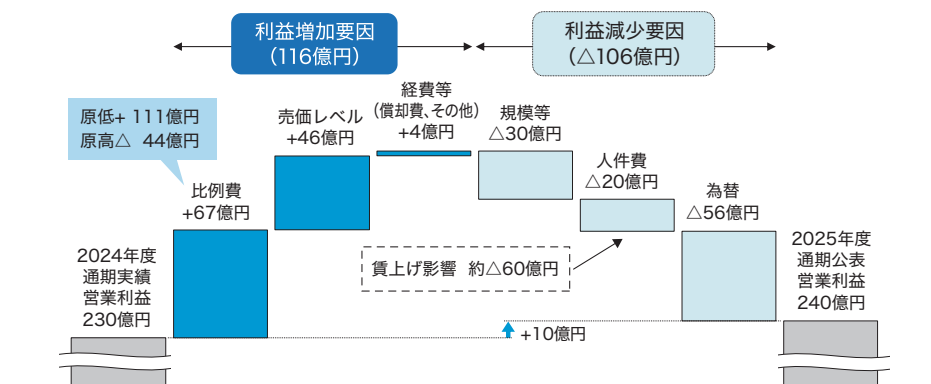 利益増加要因
（116億円）
利益減少要因
（△106億円）
原低+ 111億円
原高△ 44億円
比例費
+67億円
売価レベル
+46億円
経費等
（償却費、その他）
+4億円
規模等
△30億円
人件費
△20億円
為替
△56億円
賃上げ影響 約△60億円
2024年度
通期実績
営業利益
230億円
+10億円
2025年度
通期公表
営業利益
240億円